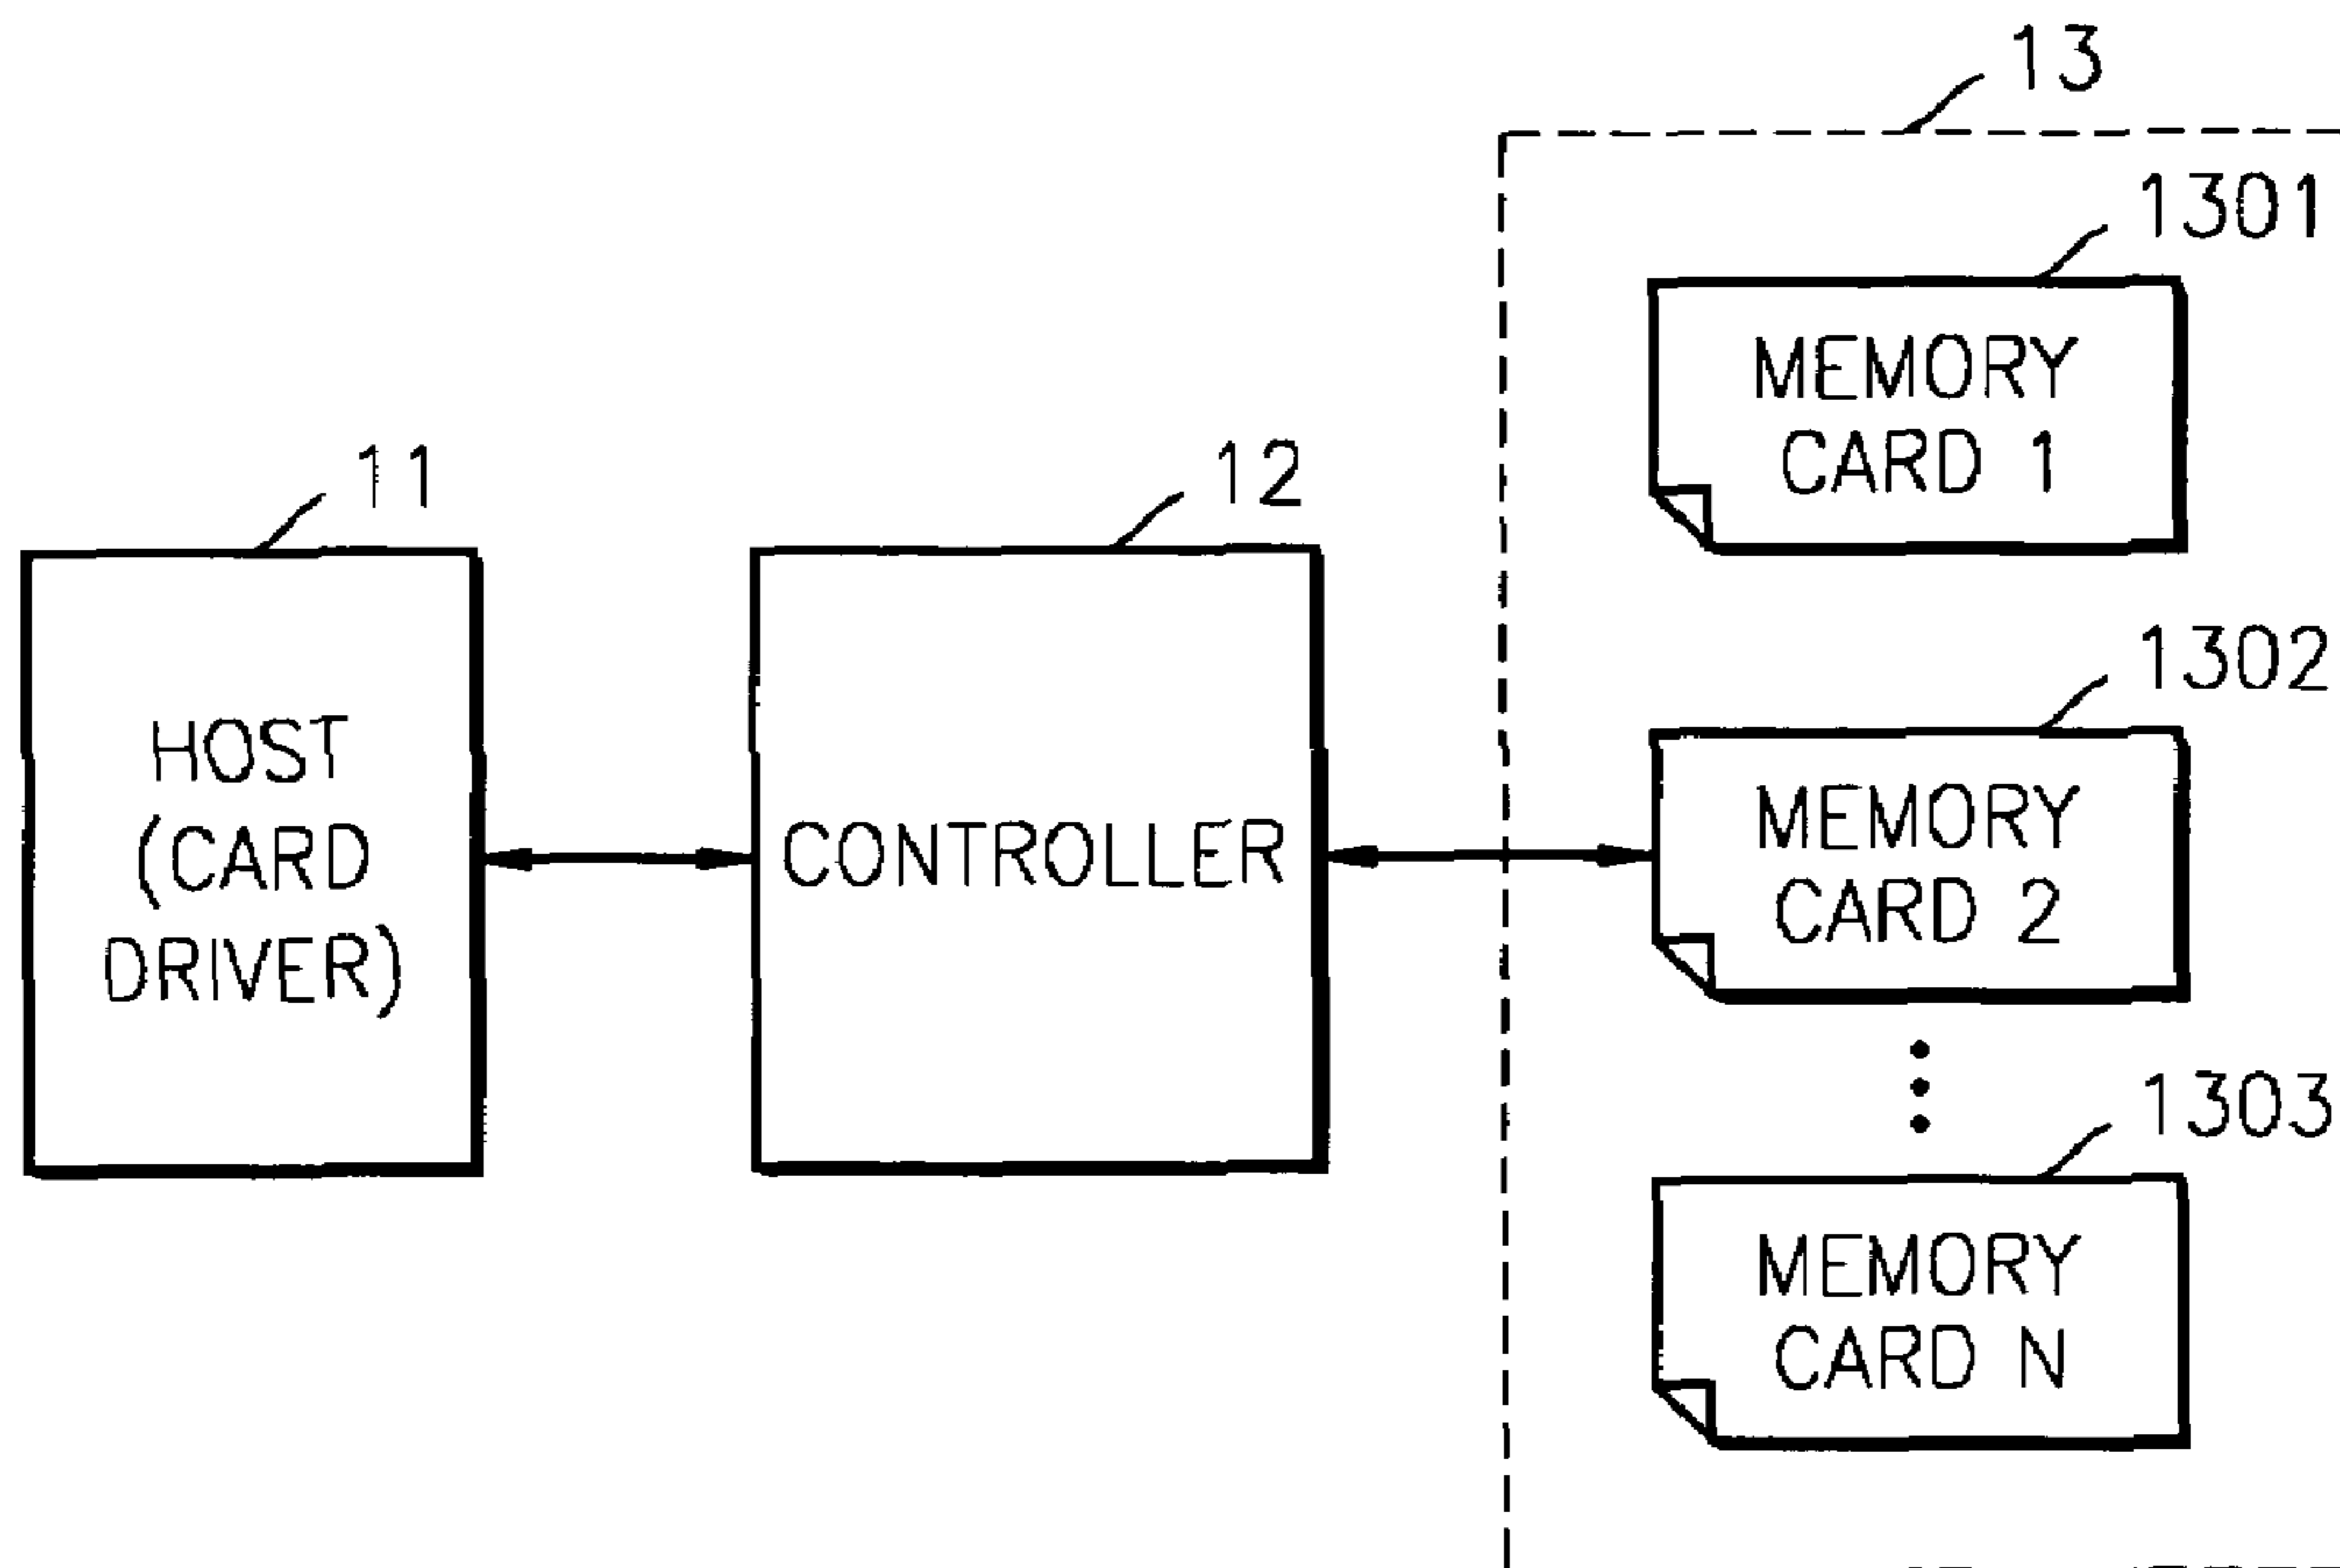 13
1301
MEMORY
CARD 1
11
12
1302
HOST
(CARD
DRIVER)
CONTROLLER
MEMORY
CARD 2
1303
MEMORY
CARD N